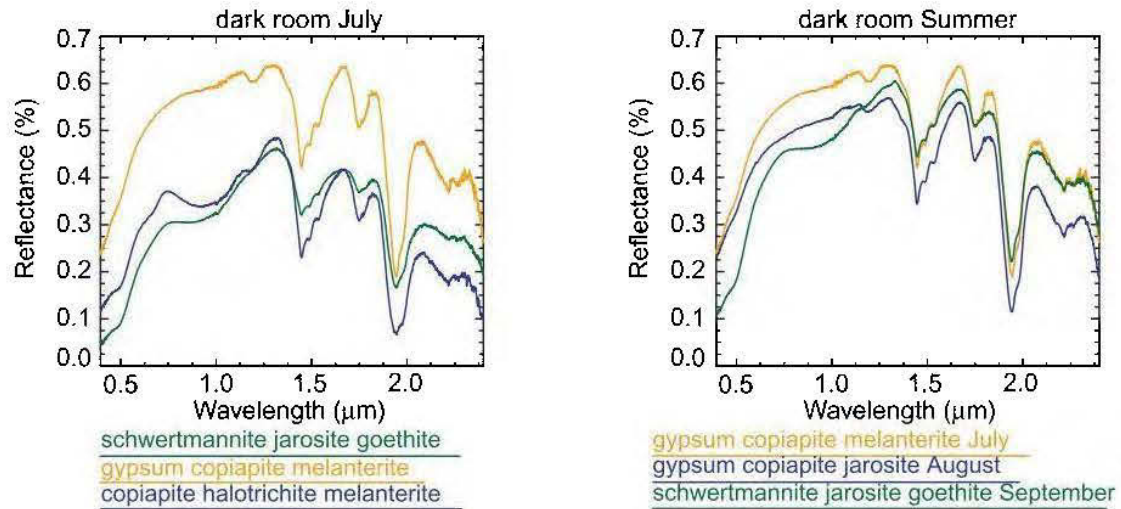 dark room July
0.7
0.6
0.5
0.4
0.3
0.2
0.1
0.0
Reflectance (%)
0.5 1.0 1.5 2.0
Wavelength (μm)
schwertmannite jarosite goethite
gypsum copiapite melanterite
copiapite halotrichite melanterite
dark room Summer
0.7
0.6
0.5
0.4
0.3
0.2
0.1
0.0
Reflectance (%)
0.5 1.0 1.5 2.0
Wavelength (μm)
gypsum copiapite melanterite July
gypsum copiapite jarosite August
schwertmannite jarosite goethite September